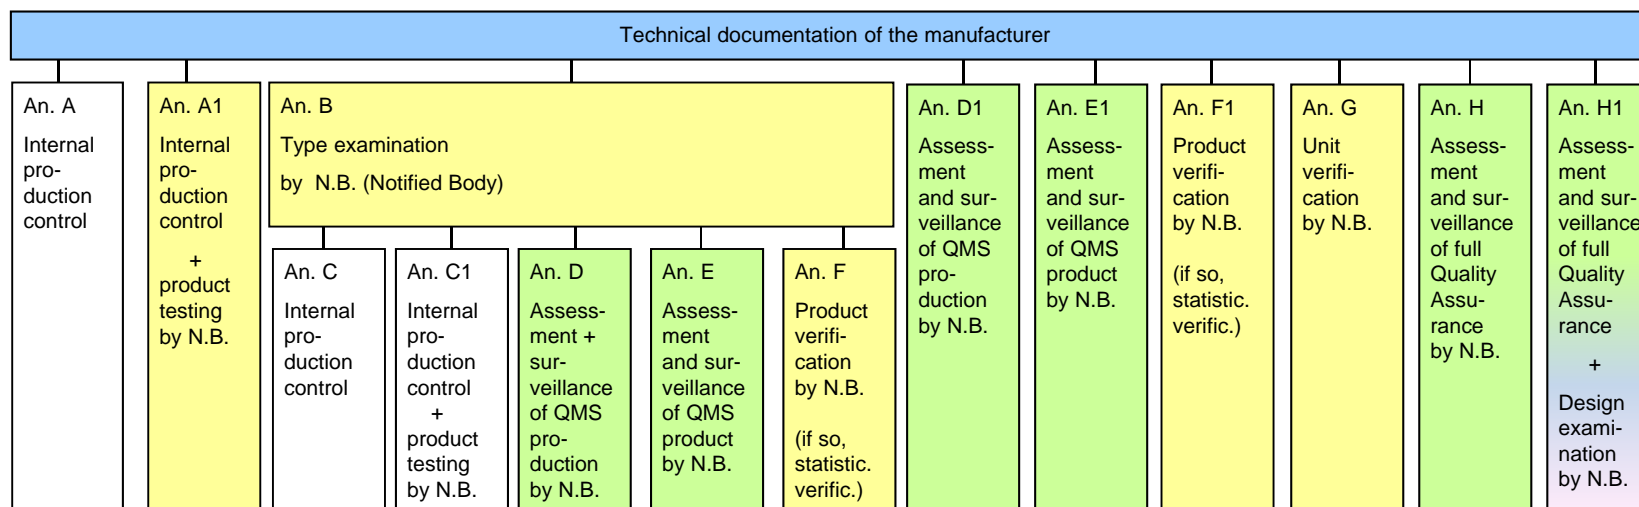 Technical documentation of the manufacturer
An. A
Internal
pro-
duction
control
An. A1
Internal
pro-
duction
control
+
product
testing
by N.B.
An. B
Type examination
by N.B. (Notified Body)
An. C
Internal
pro-
duction
control
An. C1
Internal
pro-
duction
control
+
product
testing
by N.B.
An. D
Assess-
ment +
sur-
veillance
of QMS
pro-
duction
by N.B.
An. E
Assess-
ment
and sur-
veillance
of QMS
product
by N.B.
An. F
Product
verifi-
cation
by N.B.
(if so,
statistic.
verific.)
An. D1
Assess-
ment
and sur-
veillance
of QMS
pro-
duction
by N.B.
An. E1
Assess-
ment
and sur-
veillance
of QMS
product
by N.B.
An. F1
Product
verifi-
cation
by N.B.
(if so,
statistic.
verific.)
An. G
Unit
verifi-
cation
by N.B.
An. H
Assess-
ment
and sur-
veillance
of full
Quality
Assu-
rance
by N.B.
An. H1
Assess-
ment
and sur-
veillance
of full
Quality
Assu-
rance
+
Design
exami-
nation
by N.B.